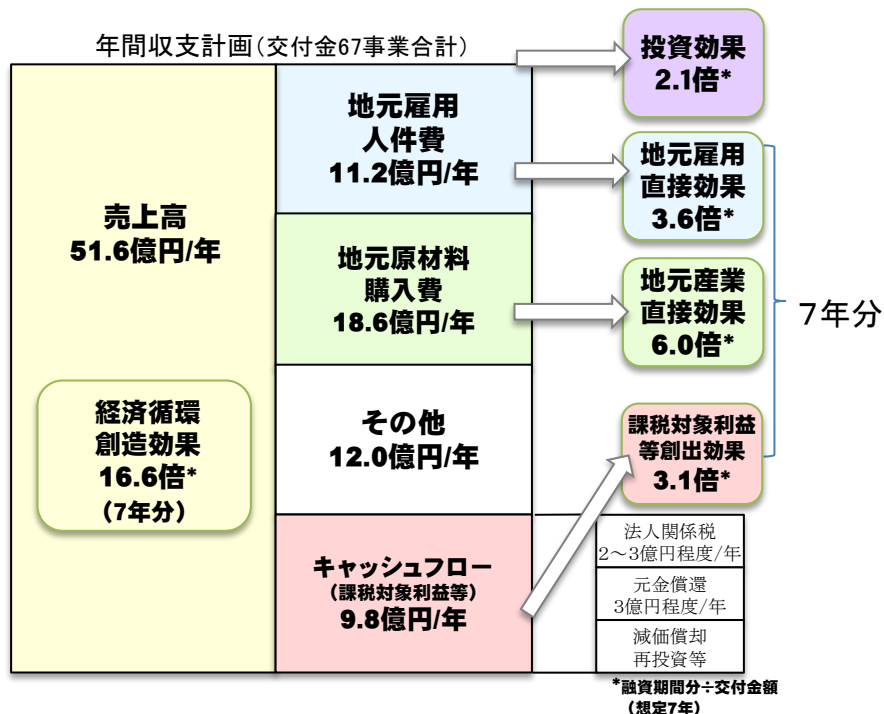 年間収支計画(交付金67事業合計)
売上高
51.6億円/年
経済循環
創造効果
16.6倍*
(7年分)
地元雇用
人件費
11.2億円/年
地元原材料
購入費
18.6億円/年
その他
12.0億円/年
キャッシュフロー
(課税対象利益等)
9.8億円/年
投資効果
2.1倍*
地元雇用
直接効果
3.6倍*
地元産業
直接効果
6.0倍*
課税対象利益
等創出効果
3.1倍*
7年分
法人関係税
2~3億円程度/年
元金償還
3億円程度/年
減価償却
再投資等
*融資期間分÷交付金額
(想定7年)